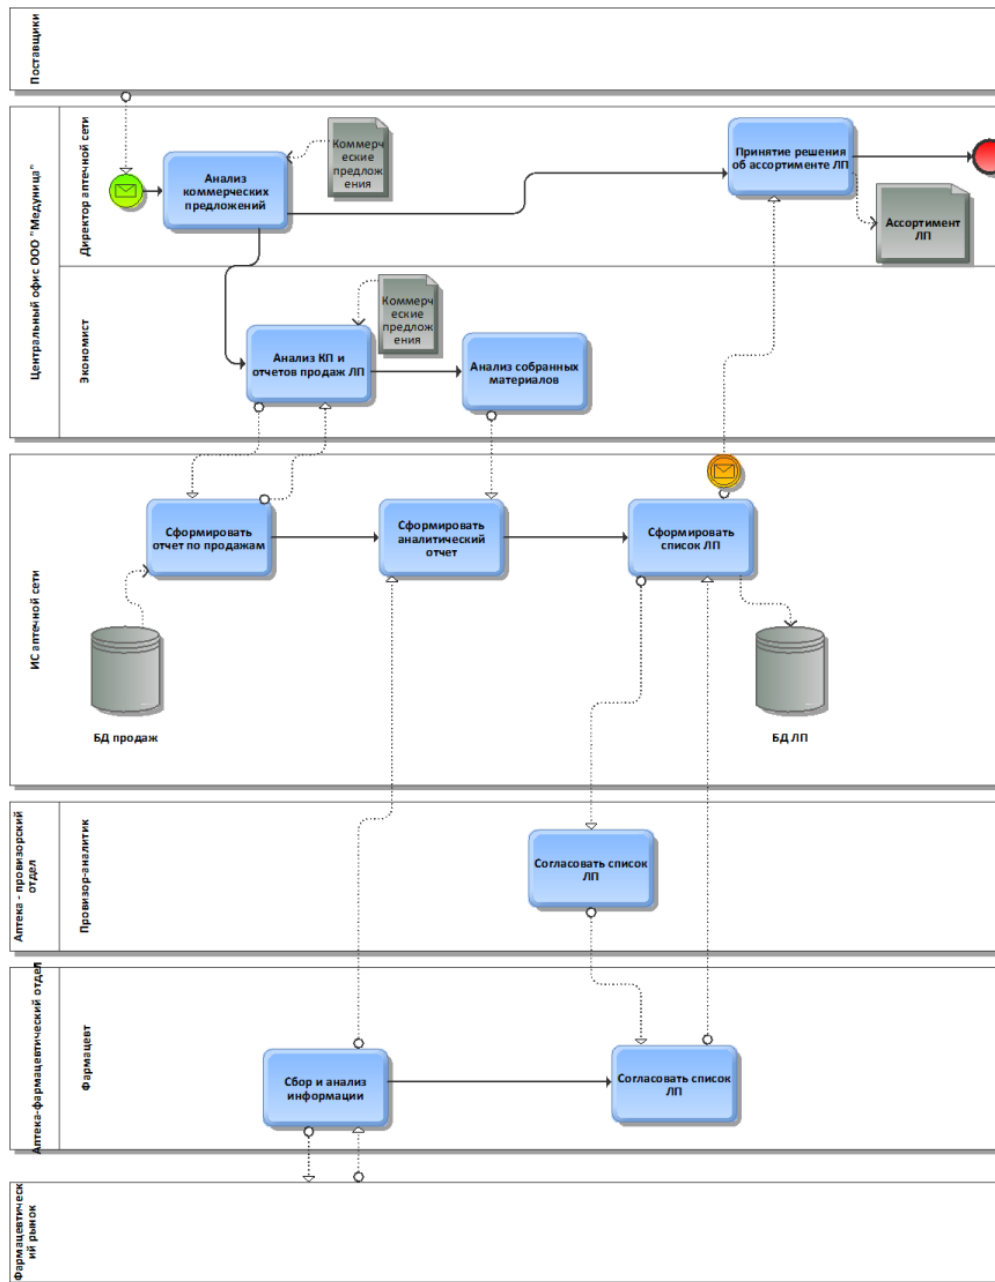 Поставщики
Центральный офис ООО "Медуница"
Директор аптечной сети
Анализ
коммерческих
предложений
Коммерч
еские
предлож
ения
Принятие решения
об ассортименте ЛП
Ассортимент
ЛП
Экономист
Анализ КП и
отчетов продаж ЛП
Коммерч
еские
предлож
ения
Анализ собранных
материалов
ИС аптечной сети
Сформировать
отчет по продажам
Сформировать
аналитический
отчет
Сформировать
список ЛП
БД продаж
БД ЛП
Аптека - провизорский
отдел
Провизор-аналитик
Согласовать список
ЛП
Аптека-фармацевтический отдел
Фармацевт
Сбор и анализ
информации
Согласовать список
ЛП
Фармацевтическ
ий рынок